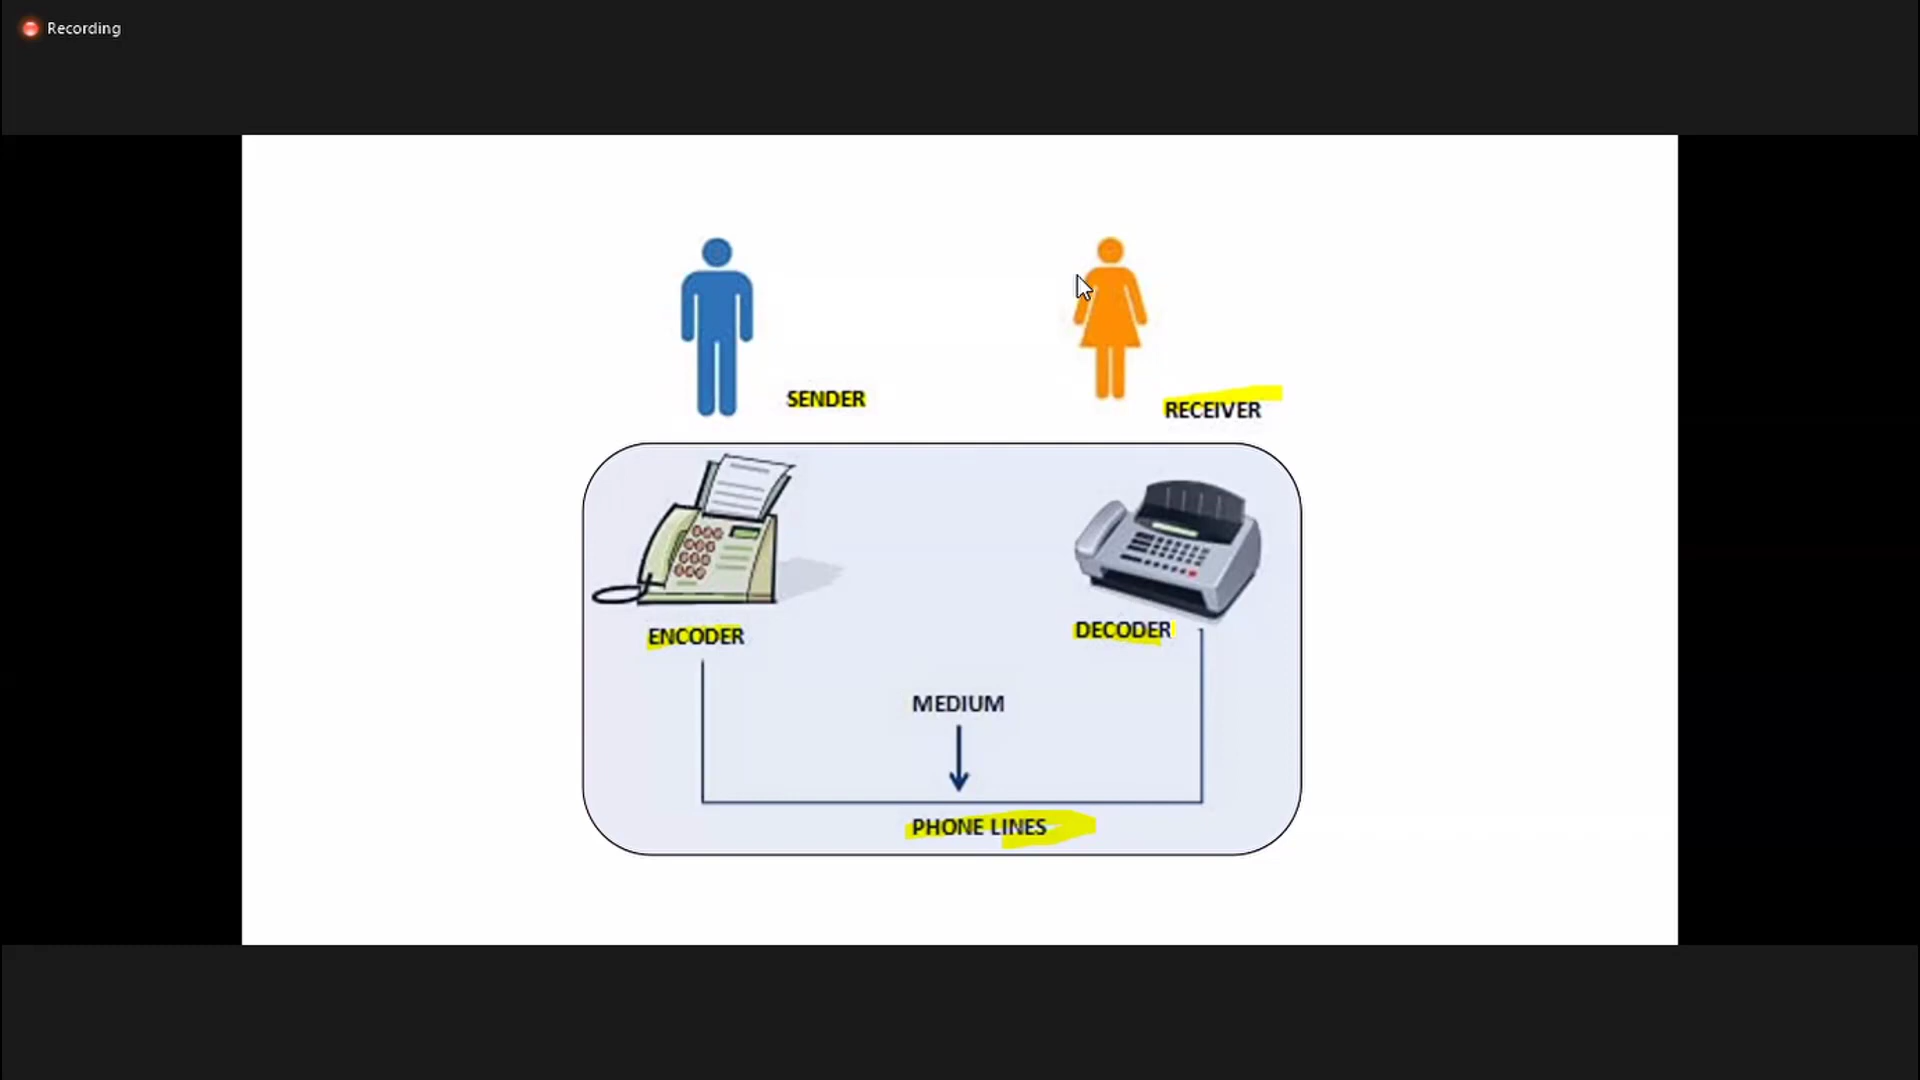 Recording
SENDER
RECEIVER
ENCODER
DECODER
MEDIUM
PHONE LINES